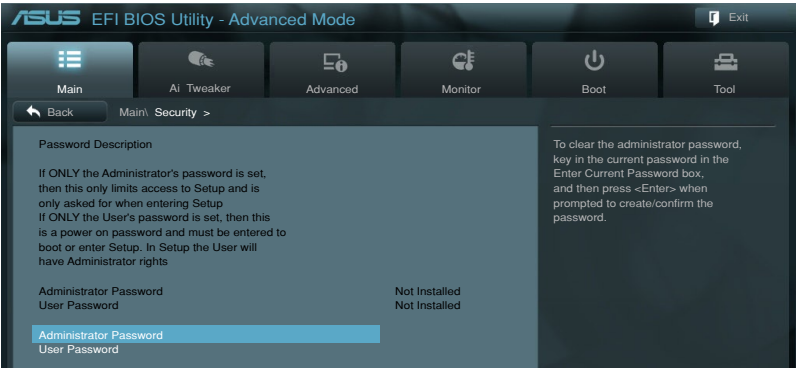 ASUS EFI BIOS Utility - Advanced Mode
Exit
Main
Ai Tweaker
Advanced
Monitor
Boot
Tool
Back
Main\ Security >
Password Description
If ONLY the Administrator's password is set,
then this only limits access to Setup and is
only asked for when entering Setup
If ONLY the User's password is set, then this
is a power on password and must be entered to
boot or enter Setup. In Setup the User will
have Administrator rights
Administrator Password Not Installed
User Password Not Installed
Administrator Password
User Password
To clear the administrator password,
key in the current password in the
Enter Current Password box,
and then press <Enter> when
prompted to create/confirm the
password.